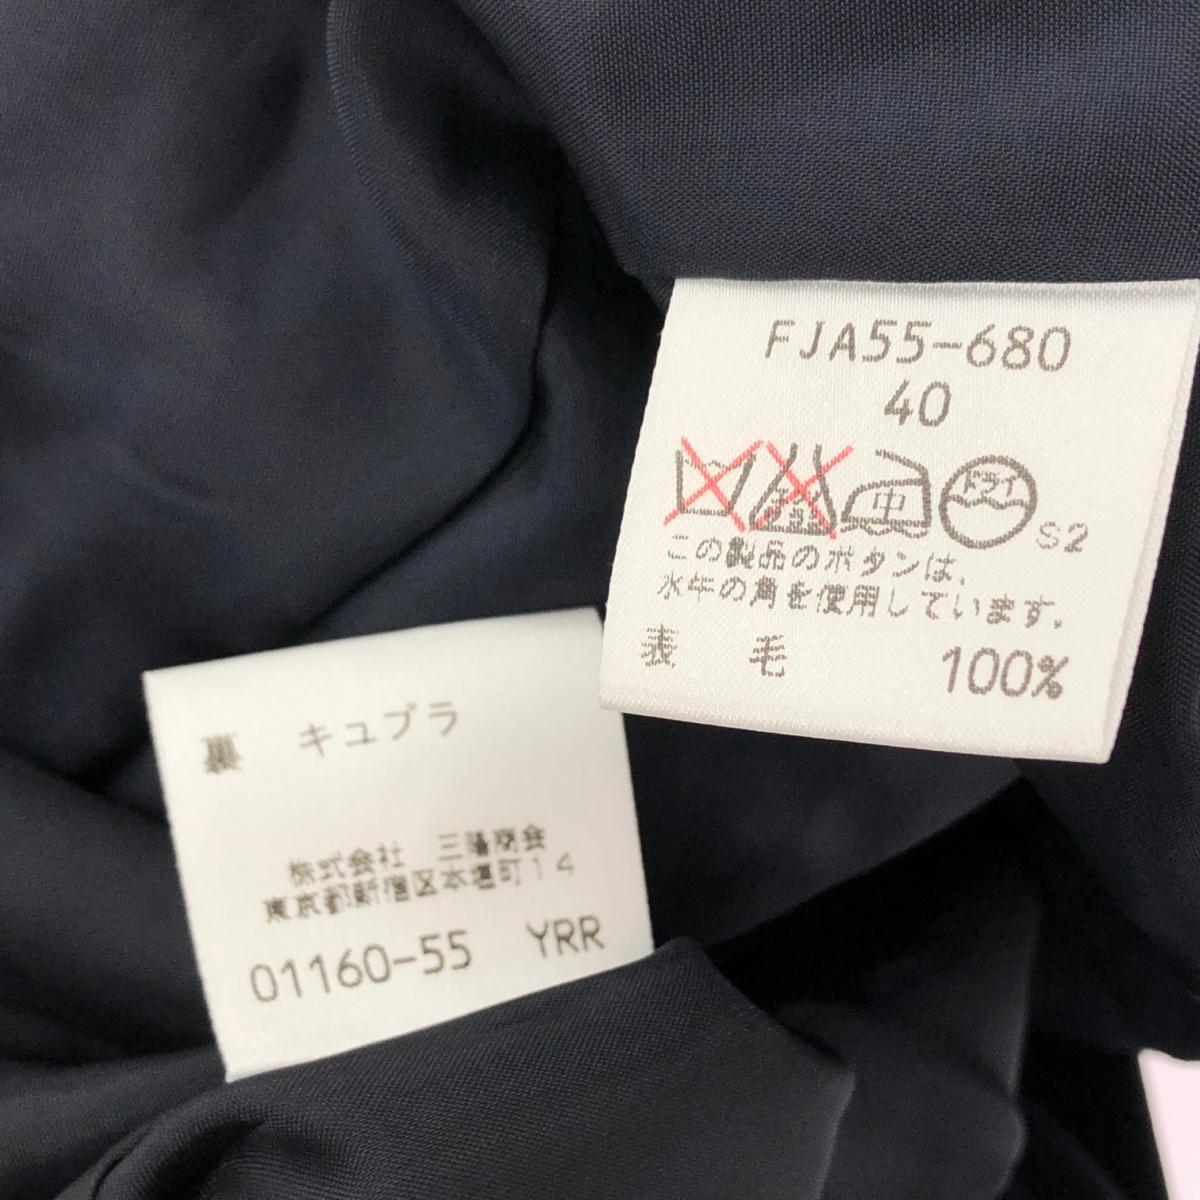 FJA55-680
40
中 ドライ S2
この製品のボタンは、
水牛の角を使用しています。
表 毛 100%
裏 キュプラ
株式会社 三陽商会
東京都新宿区本塩町14
01160-55 YRR